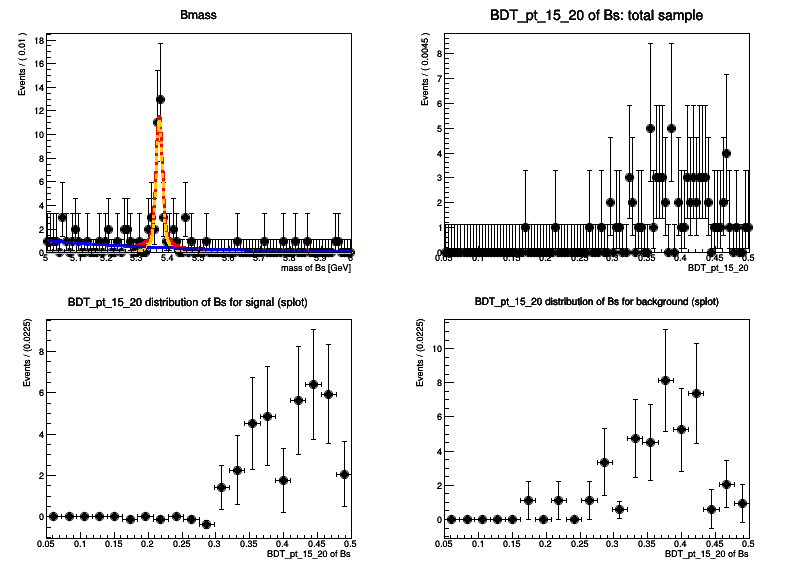 Bmass
Events / ( 0.01 )
18
16
14
12
10
8
6
4
2
0
5 5.1 5.2 5.3 5.4 5.5 5.6 5.7 5.8 5.9 6
mass of Bs [GeV]
BDT_pt_15_20 of Bs: total sample
Events / ( 0.0045 )
8
7
6
5
4
3
2
1
0
0.05 0.1 0.15 0.2 0.25 0.3 0.35 0.4 0.45 0.5
BDT_pt_15_20
BDT_pt_15_20 distribution of Bs for signal (splot)
Events / (0.0225)
8
6
4
2
0
0.05 0.1 0.15 0.2 0.25 0.3 0.35 0.4 0.45 0.5
BDT_pt_15_20 of Bs
BDT_pt_15_20 distribution of Bs for background (splot)
Events / (0.0225)
10
8
6
4
2
0
0.05 0.1 0.15 0.2 0.25 0.3 0.35 0.4 0.45 0.5
BDT_pt_15_20 of Bs